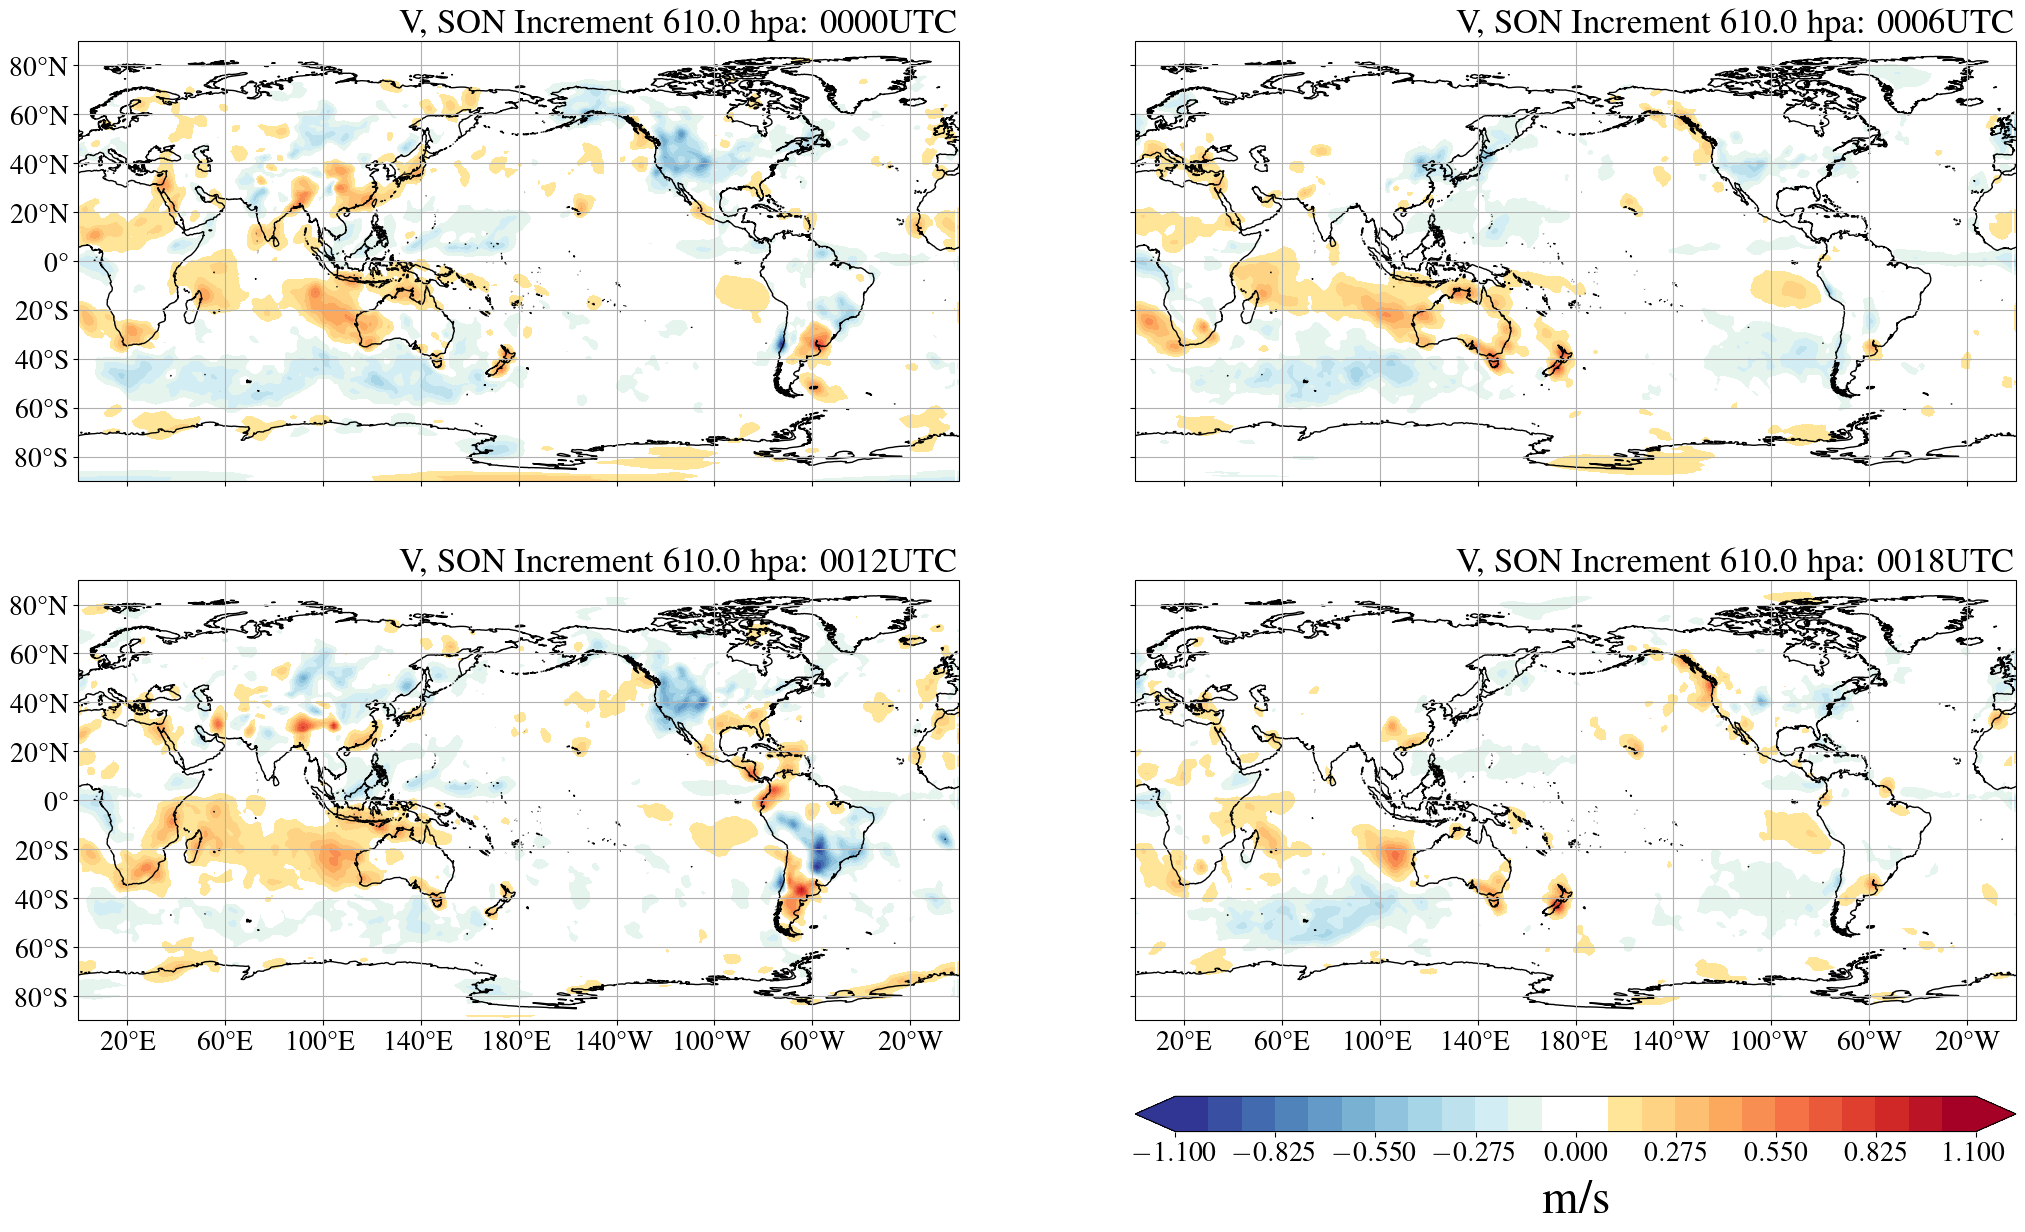 V, SON Increment 610.0 hpa: 0000UTC
V, SON Increment 610.0 hpa: 0006UTC
80°N
60°N
40°N
20°N
0°
20°S
40°S
60°S
80°S
V, SON Increment 610.0 hpa: 0012UTC
V, SON Increment 610.0 hpa: 0018UTC
80°N
60°N
40°N
20°N
0°
20°S
40°S
60°S
80°S
20°E 60°E 100°E 140°E 180°E 140°W 100°W 60°W 20°W
20°E 60°E 100°E 140°E 180°E 140°W 100°W 60°W 20°W
−1.100 −0.825 −0.550 −0.275 0.000 0.275 0.550 0.825 1.100
m/s